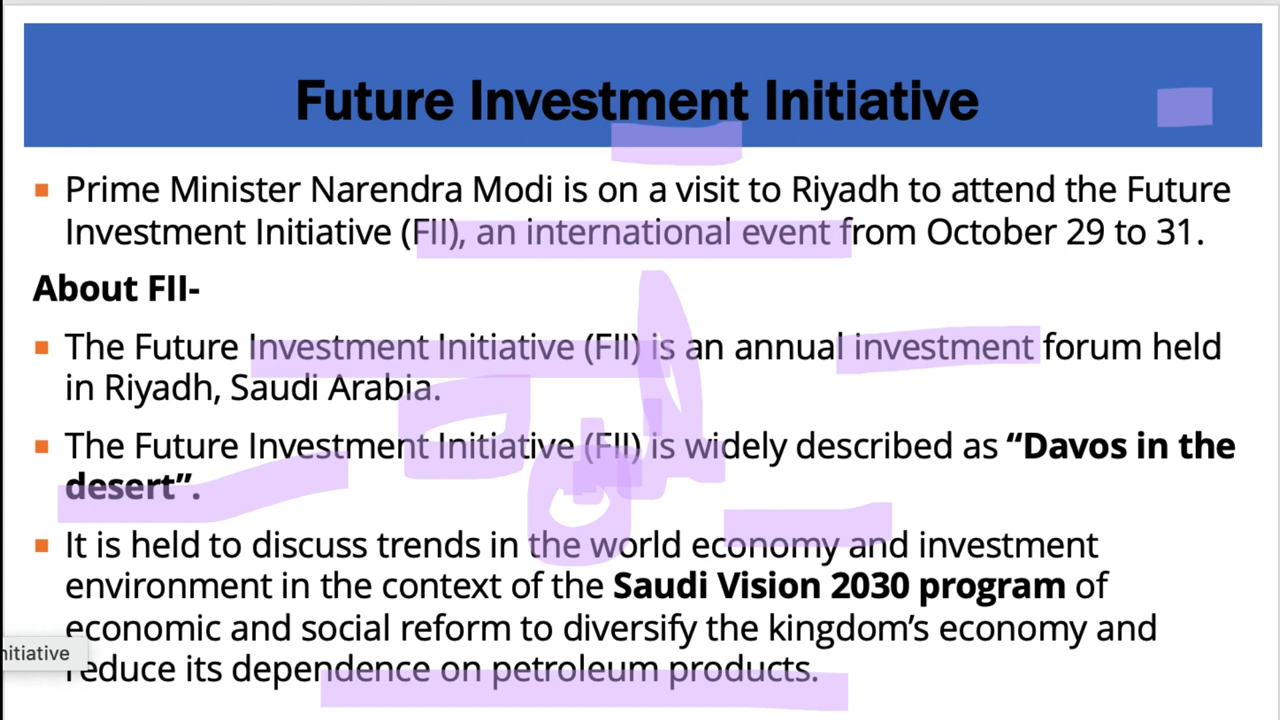 Future Investment Initiative
Prime Minister Narendra Modi is on a visit to Riyadh to attend the Future
Investment Initiative (FII), an international event from October 29 to 31.
About FII-
The Future Investment Initiative (FII) is an annual investment forum held
in Riyadh, Saudi Arabia.
The Future Investment Initiative (FII) is widely described as “Davos in the
desert”.
It is held to discuss trends in the world economy and investment
environment in the context of the Saudi Vision 2030 program of
economic and social reform to diversify the kingdom’s economy and
nitiative
reduce its dependence on petroleum products.